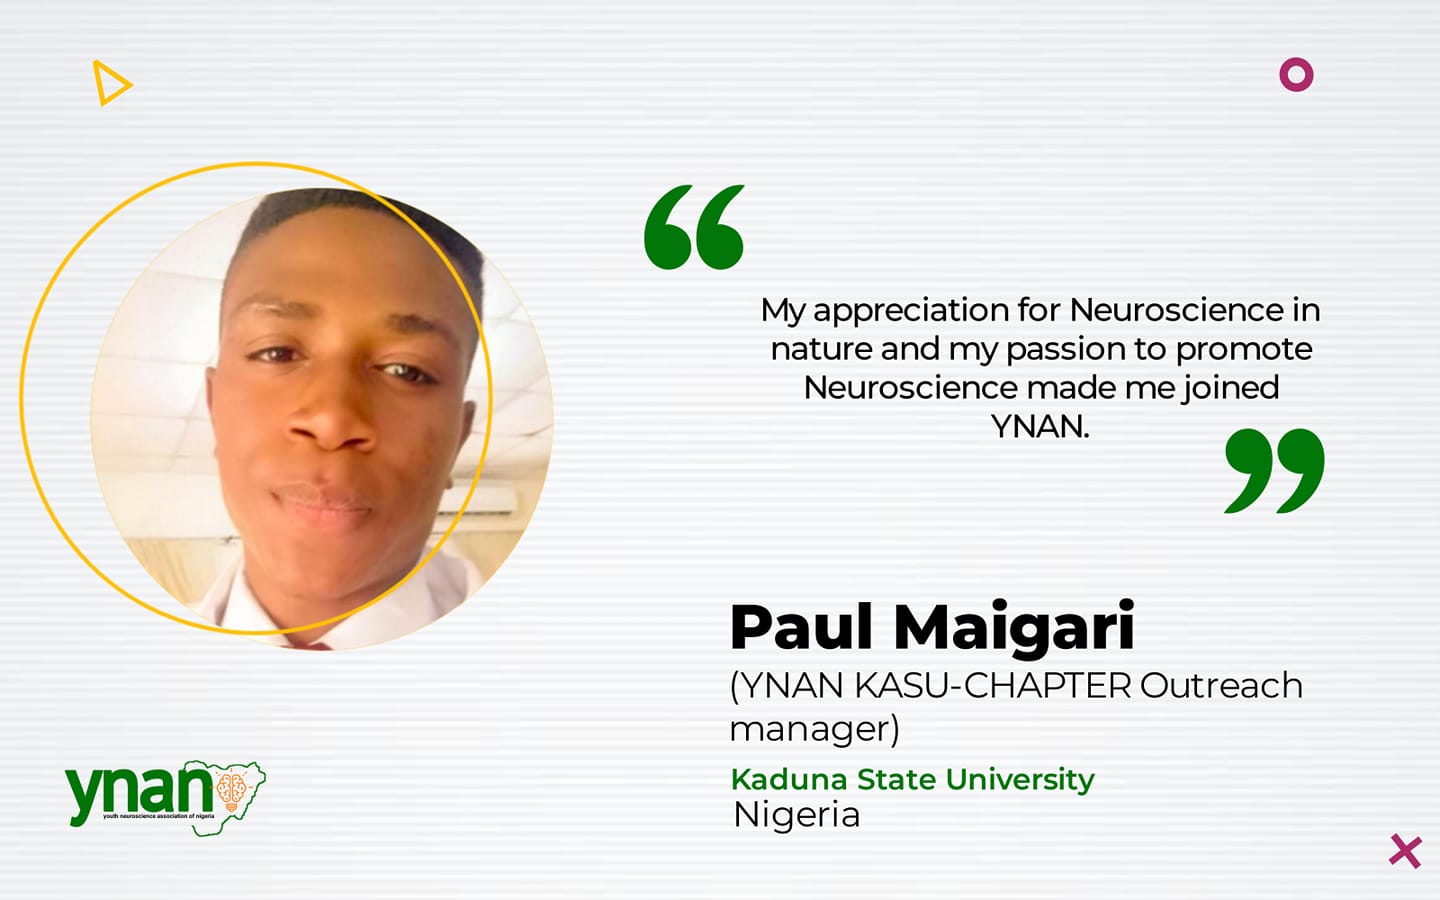 My appreciation for Neuroscience in
nature and my passion to promote
Neuroscience made me joined
YNAN.
Paul Maigari
(YNAN KASU-CHAPTER Outreach
manager)
Kaduna State University
Nigeria
ynan
youth neuroscience association of nigeria